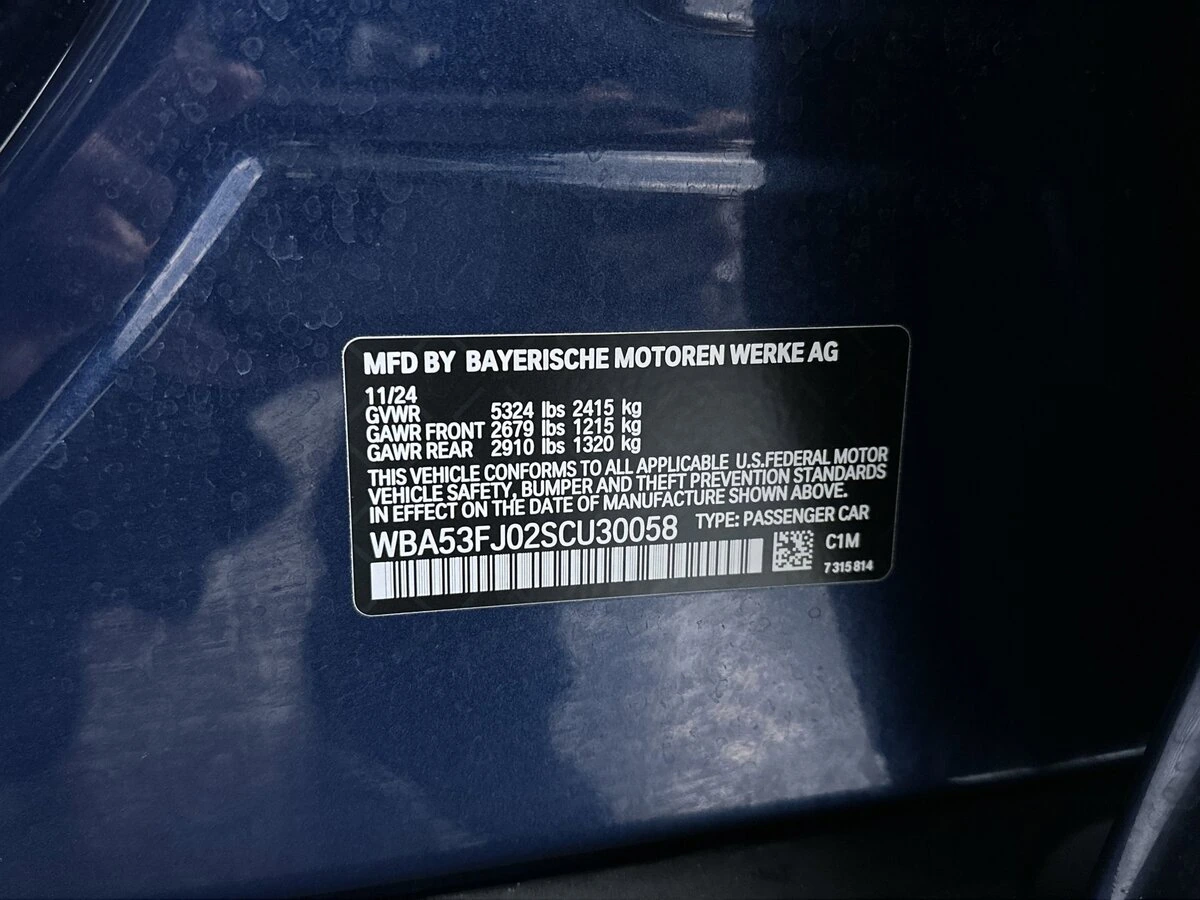 MFD BY BAYERISCHE MOTOREN WERKE AG
11/24
GVWR 5324 lbs 2415 kg
GAWR FRONT 2679 lbs 1215 kg
GAWR REAR 2910 lbs 1320 kg
THIS VEHICLE CONFORMS TO ALL APPLICABLE U.S.FEDERAL MOTOR
VEHICLE SAFETY, BUMPER AND THEFT PREVENTION STANDARDS
IN EFFECT ON THE DATE OF MANUFACTURE SHOWN ABOVE.
WBA53FJ02SCU30058 TYPE: PASSENGER CAR
C1M
7 315 814